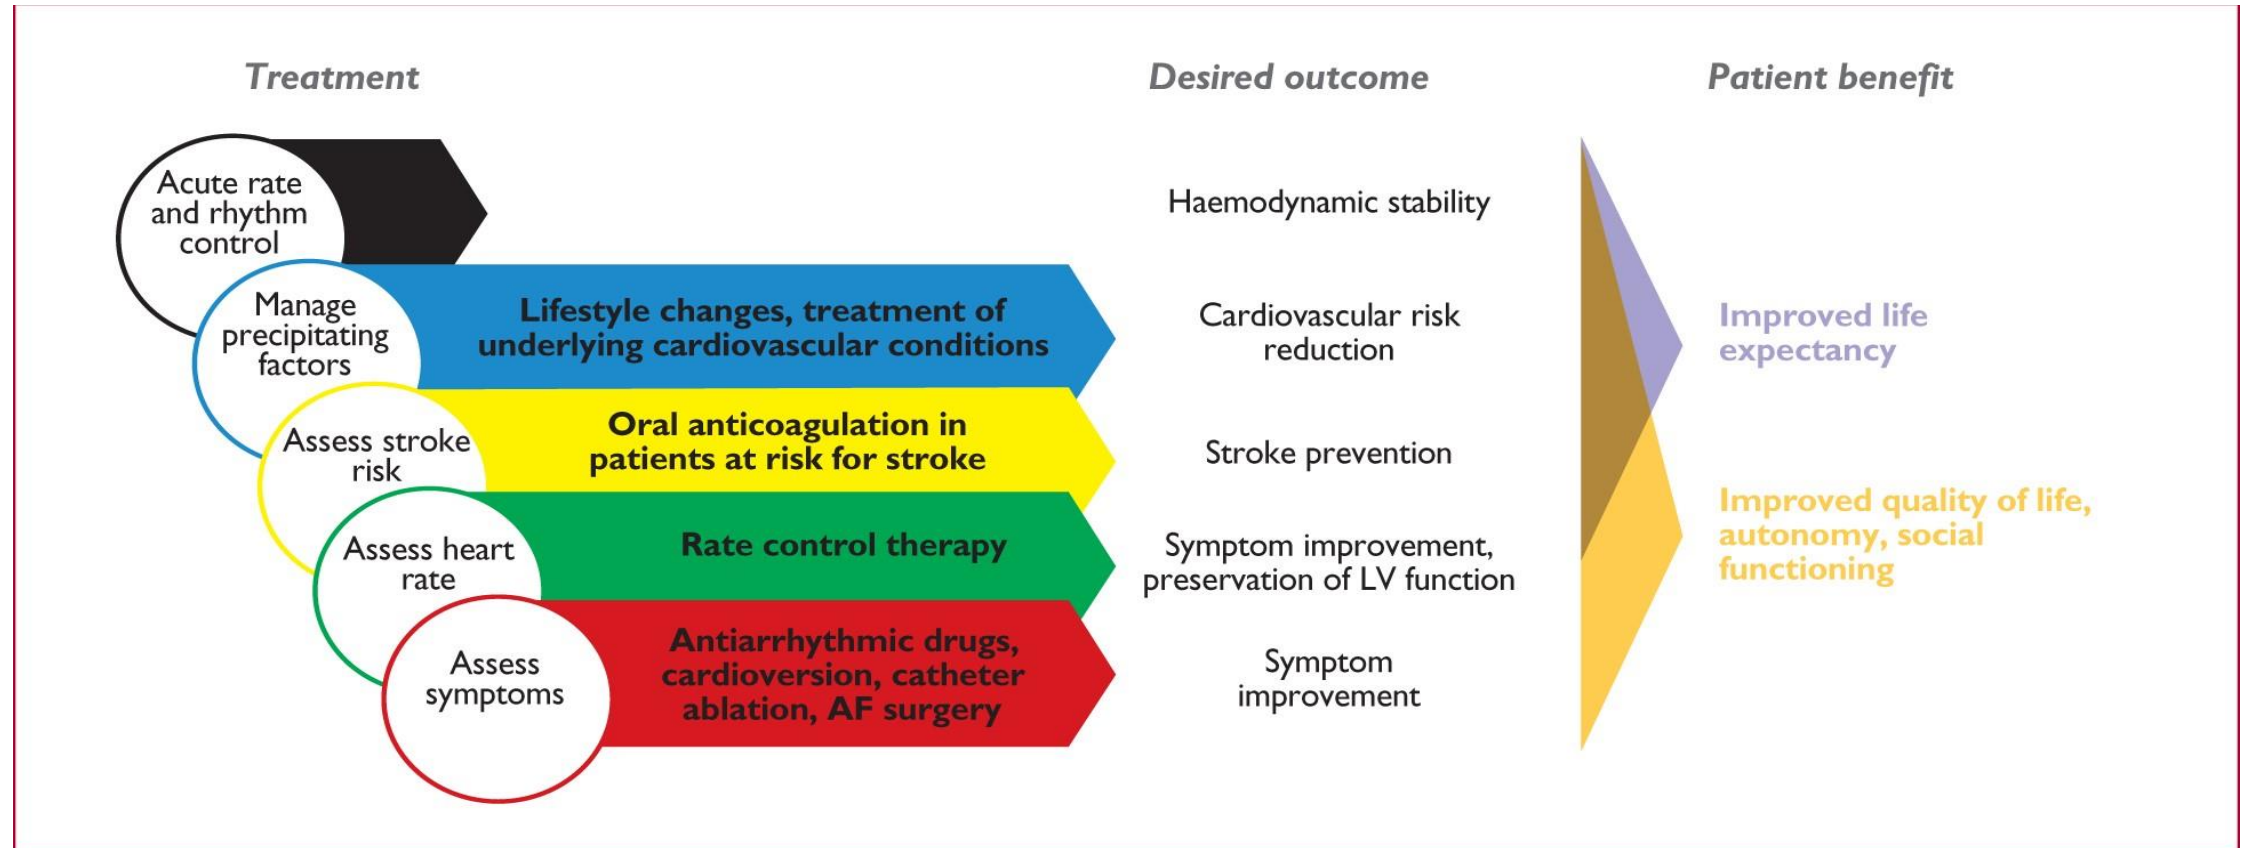 Treatment
Desired outcome
Patient benefit
Acute rate
and rhythm
control
Haemodynamic stability
Manage
precipitating
factors
Lifestyle changes, treatment of
underlying cardiovascular conditions
Cardiovascular risk
reduction
Improved life
expectancy
Assess stroke
risk
Oral anticoagulation in
patients at risk for stroke
Stroke prevention
Improved quality of life,
autonomy, social
functioning
Assess heart
rate
Rate control therapy
Symptom improvement,
preservation of LV function
Assess
symptoms
Antiarrhythmic drugs,
cardioversion, catheter
ablation, AF surgery
Symptom
improvement